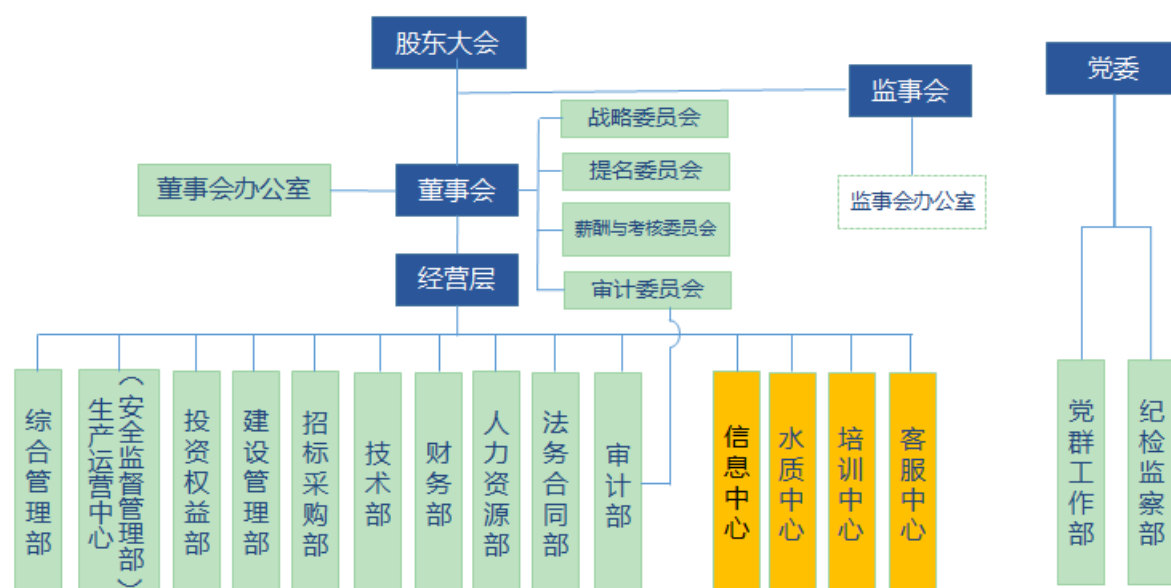 股东大会
党委
监事会
战略委员会
提名委员会
董事会办公室
董事会
监事会办公室
薪酬与考核委员会
经营层
审计委员会
综合管理部
生产运营中心
（安全监督管理部）
投资权益部
建设管理部
招标采购部
技术部
财务部
人力资源部
法务合同部
审计部
信息中心
水质中心
培训中心
客服中心
党群工作部
纪检监察部